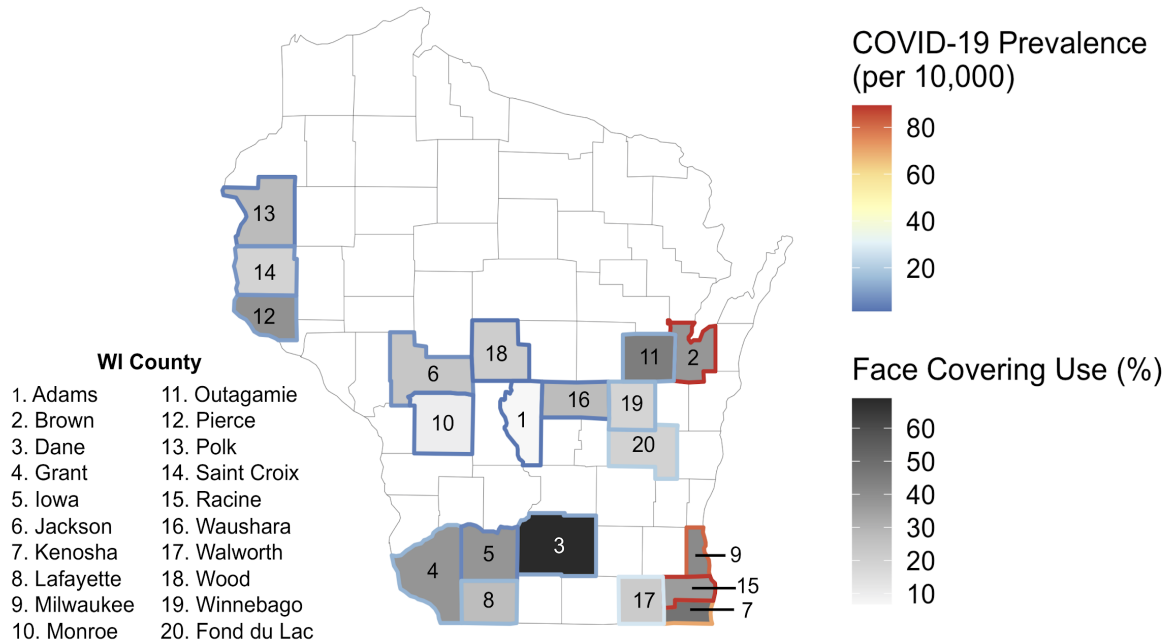 COVID-19 Prevalence
(per 10,000)
80
60
40
20
Face Covering Use (%)
60
50
40
30
20
10
13
14
12
18
11
2
6
16
19
10
1
20
3
5
4
9
8
17
15
7
WI County
1. Adams
2. Brown
3. Dane
4. Grant
5. Iowa
6. Jackson
7. Kenosha
8. Lafayette
9. Milwaukee
10. Monroe
11. Outagamie
12. Pierce
13. Polk
14. Saint Croix
15. Racine
16. Waushara
17. Walworth
18. Wood
19. Winnebago
20. Fond du Lac